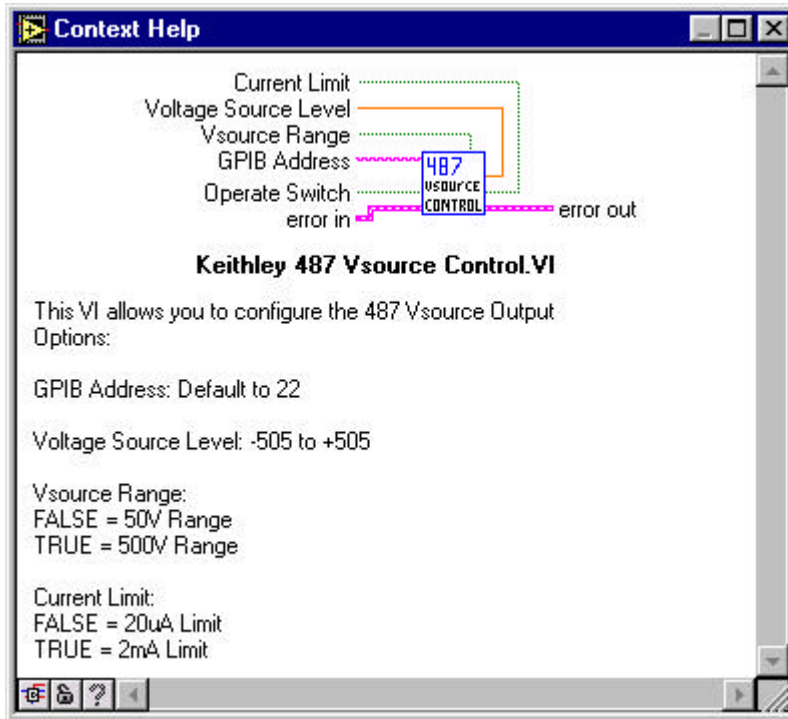 Context Help
Current Limit
Voltage Source Level
Vsource Range
GPIB Address
Operate Switch
error in
487
VSOURCE
CONTROL
error out
Keithley 487 Vsource Control.VI
This VI allows you to configure the 487 Vsource Output
Options:
GPIB Address: Default to 22
Voltage Source Level: -505 to +505
Vsource Range:
FALSE = 50V Range
TRUE = 500V Range
Current Limit:
FALSE = 20uA Limit
TRUE = 2mA Limit
?